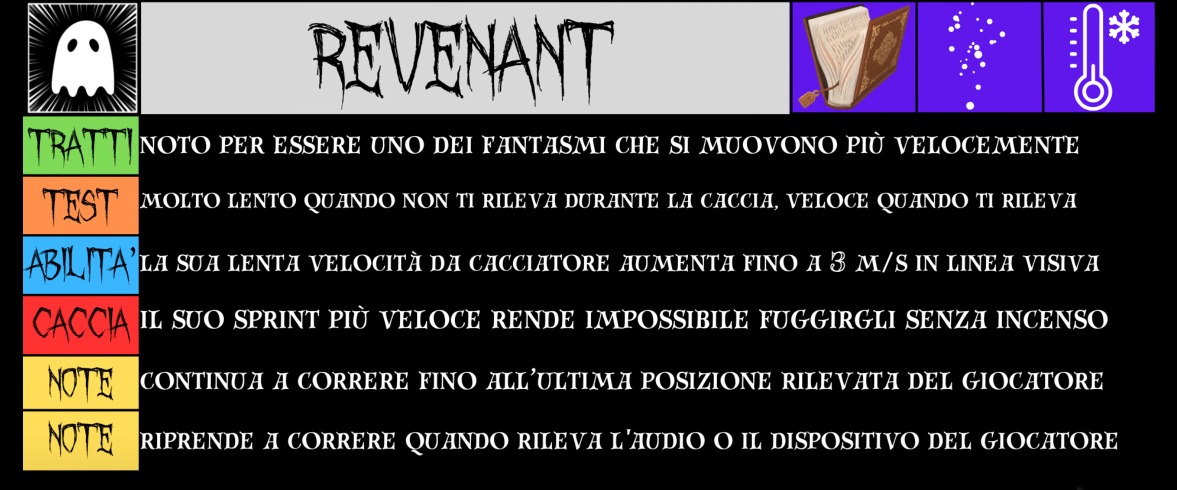 REVENANT
TRATTI NOTO PER ESSERE UNO DEI FANTASMI CHE SI MUOVONO PIÙ VELOCEMENTE
TEST MOLTO LENTO QUANDO NON TI RILEVA DURANTE LA CACCIA, VELOCE QUANDO TI RILEVA
ABILITA' LA SUA LENTA VELOCITÀ DA CACCIATORE AUMENTA FINO A 3 M/S IN LINEA VISIVA
CACCIA IL SUO SPRINT PIÙ VELOCE RENDE IMPOSSIBILE FUGGIRGLI SENZA INCENSO
NOTE CONTINUA A CORRERE FINO ALL'ULTIMA POSIZIONE RILEVATA DEL GIOCATORE
NOTE RIPRENDE A CORRERE QUANDO RILEVA L'AUDIO O IL DISPOSITIVO DEL GIOCATORE